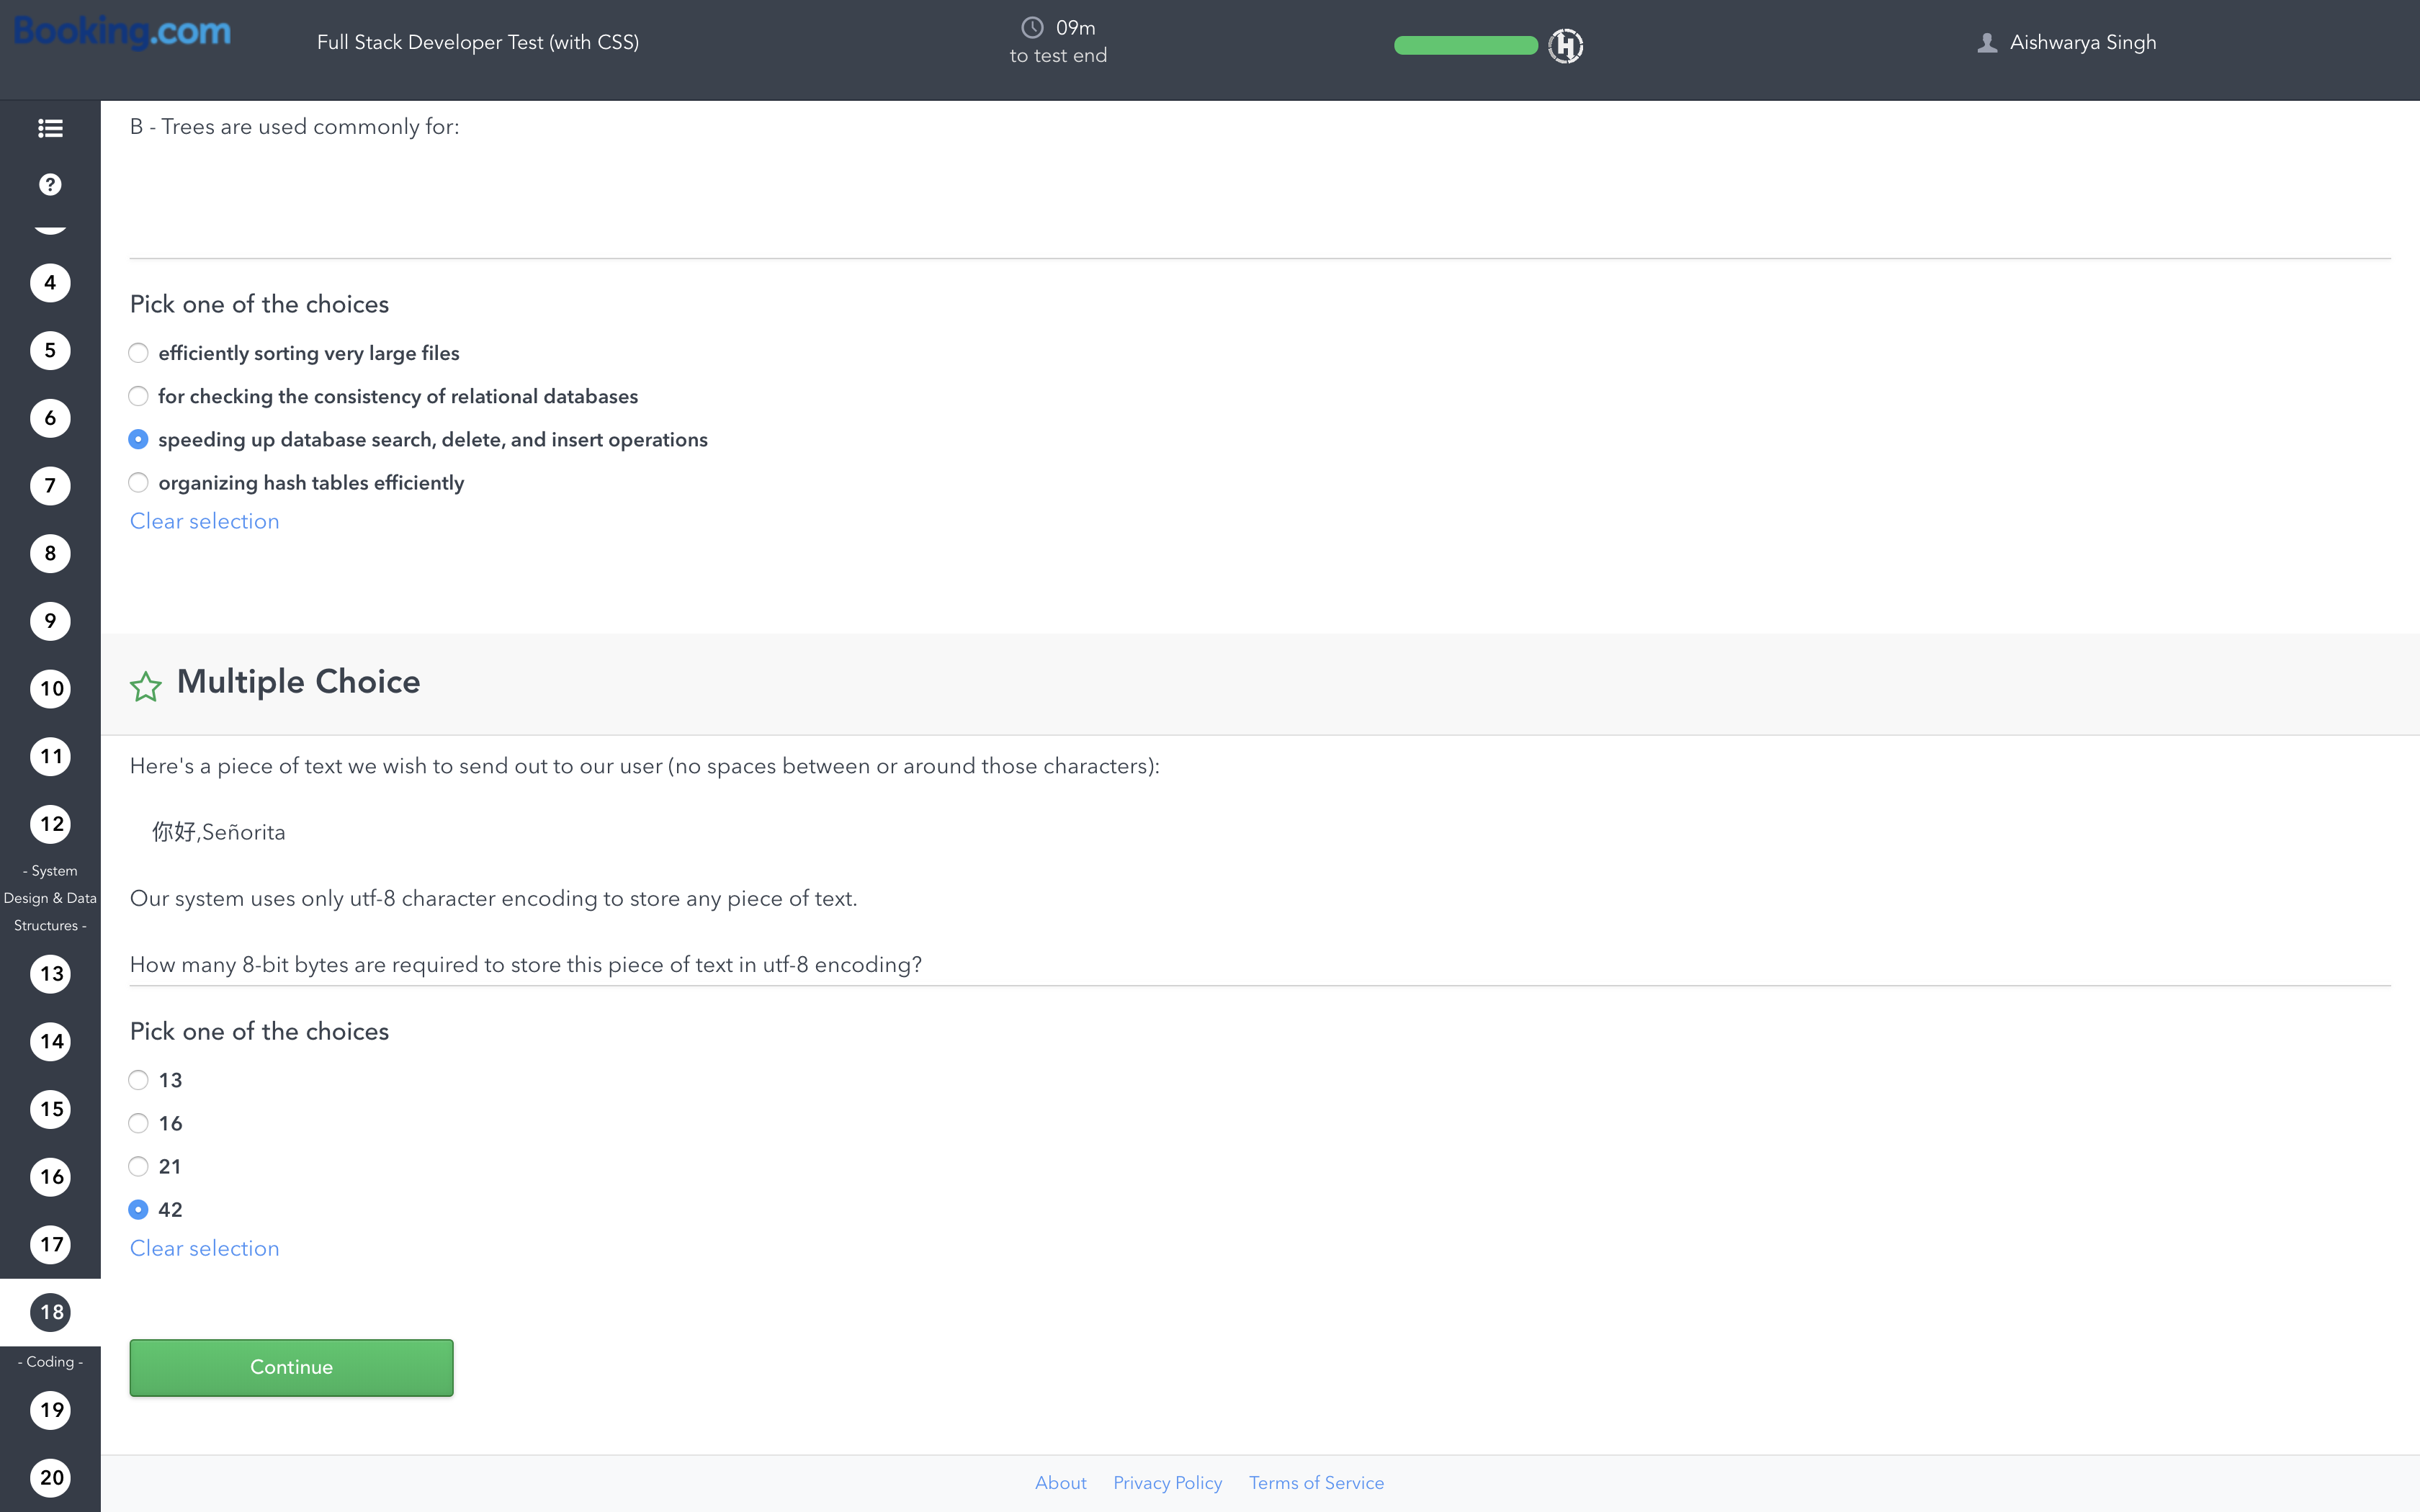 Booking.com
Full Stack Developer Test (with CSS)
09m
to test end
H
Aishwarya Singh
?
4
5
6
7
8
9
10
11
12
- System
Design & Data
Structures -
13
14
15
16
17
18
- Coding -
19
20
B - Trees are used commonly for:
Pick one of the choices
efficiently sorting very large files
for checking the consistency of relational databases
speeding up database search, delete, and insert operations
organizing hash tables efficiently
Clear selection
Multiple Choice
Here's a piece of text we wish to send out to our user (no spaces between or around those characters):
你好,Señorita
Our system uses only utf-8 character encoding to store any piece of text.
How many 8-bit bytes are required to store this piece of text in utf-8 encoding?
Pick one of the choices
13
16
21
42
Clear selection
Continue
About Privacy Policy Terms of Service